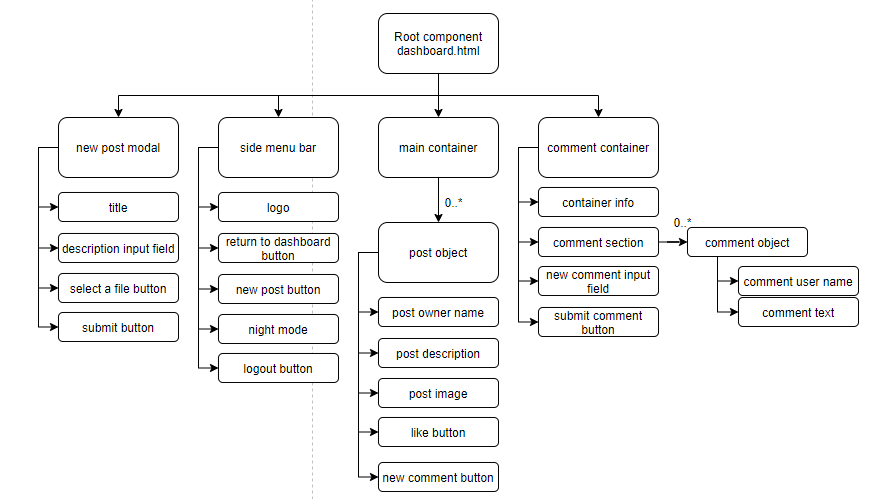 Root component
dashboard.html
new post modal
side menu bar
main container
comment container
title
description input field
select a file button
submit button
logo
return to dashboard
button
new post button
night mode
logout button
0..*
post object
post owner name
post description
post image
like button
new comment button
container info
comment section
new comment input
field
submit comment
button
0..*
comment object
comment user name
comment text